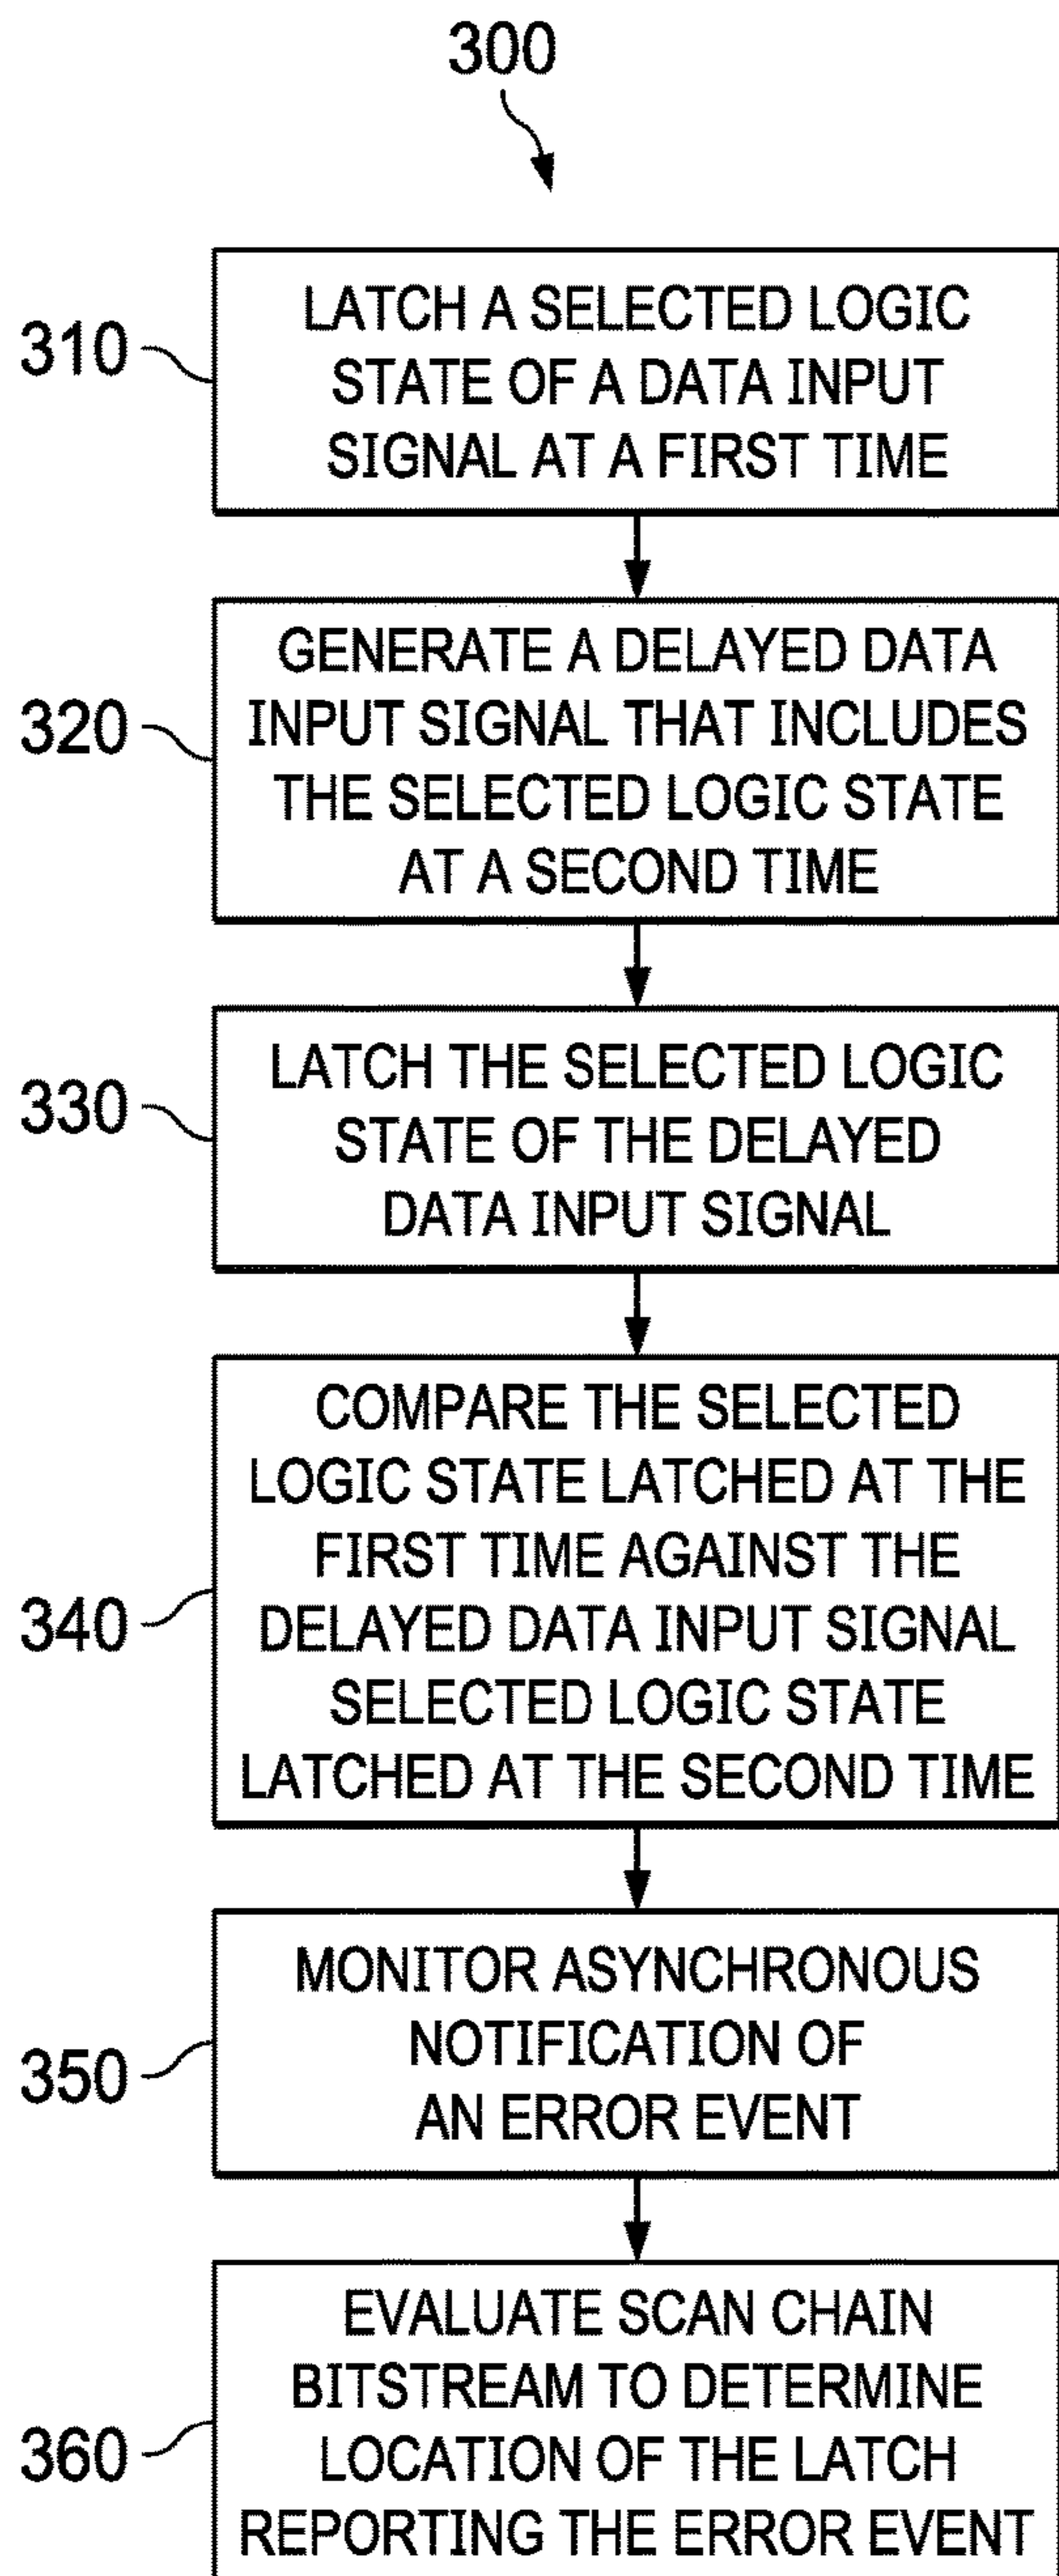 300
310
LATCH A SELECTED LOGIC
STATE OF A DATA INPUT
SIGNAL AT A FIRST TIME
320
GENERATE A DELAYED DATA
INPUT SIGNAL THAT INCLUDES
THE SELECTED LOGIC STATE
AT A SECOND TIME
330
LATCH THE SELECTED LOGIC
STATE OF THE DELAYED
DATA INPUT SIGNAL
340
COMPARE THE SELECTED
LOGIC STATE LATCHED AT THE
FIRST TIME AGAINST THE
DELAYED DATA INPUT SIGNAL
SELECTED LOGIC STATE
LATCHED AT THE SECOND TIME
350
MONITOR ASYNCHRONOUS
NOTIFICATION OF
AN ERROR EVENT
360
EVALUATE SCAN CHAIN
BITSTREAM TO DETERMINE
LOCATION OF THE LATCH
REPORTING THE ERROR EVENT